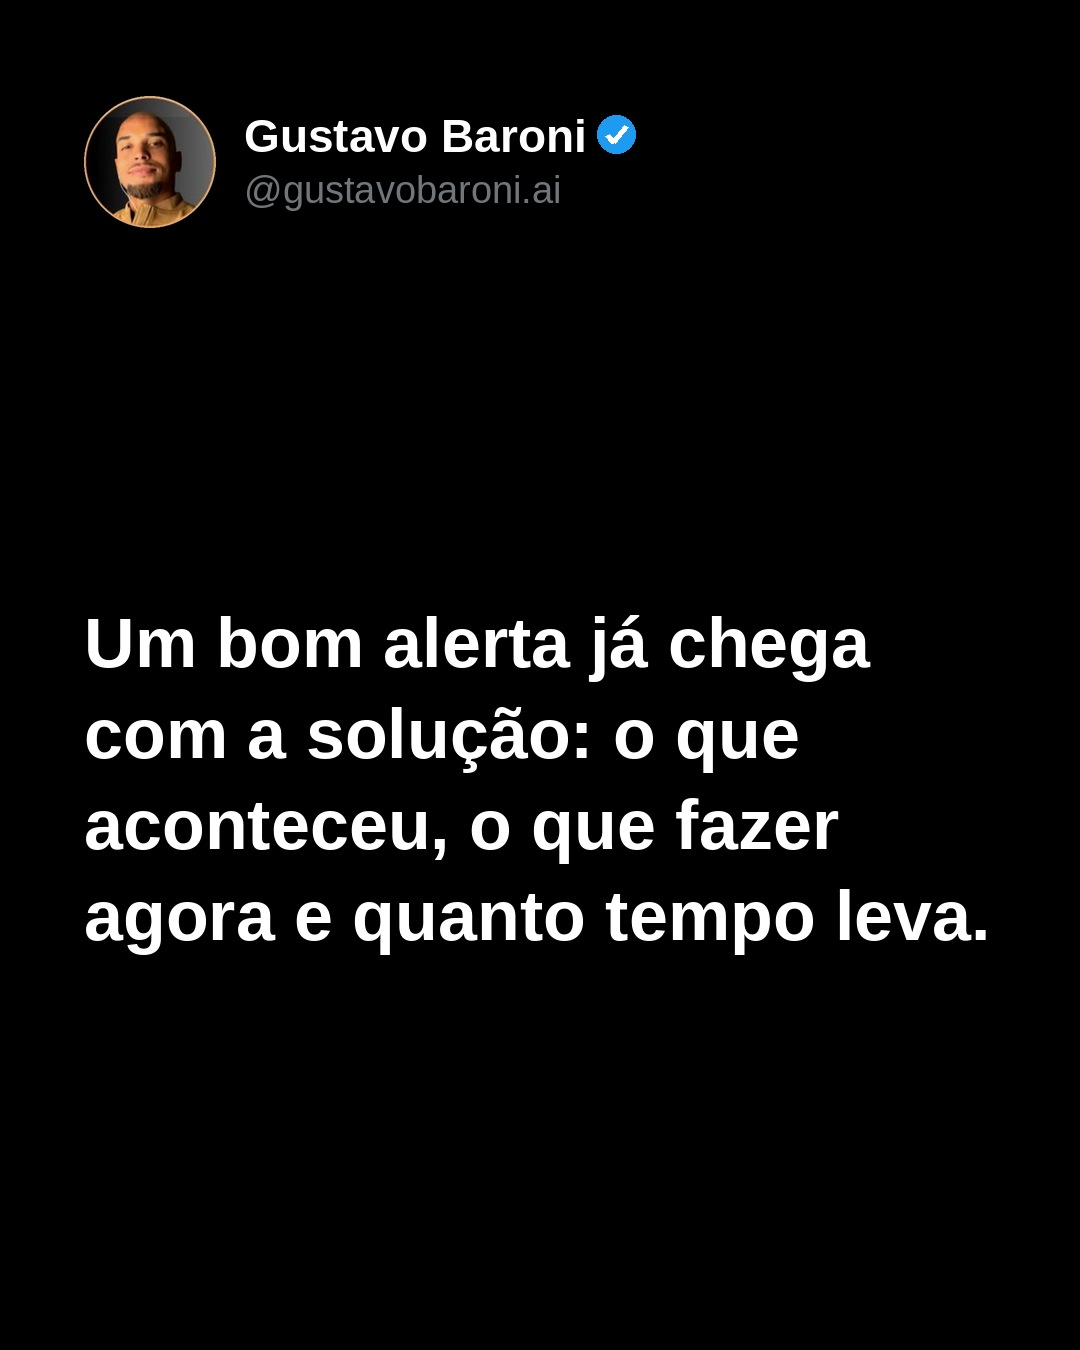 Gustavo Baroni
@gustavobaroni.ai
Um bom alerta já chega
com a solução: o que
aconteceu, o que fazer
agora e quanto tempo leva.